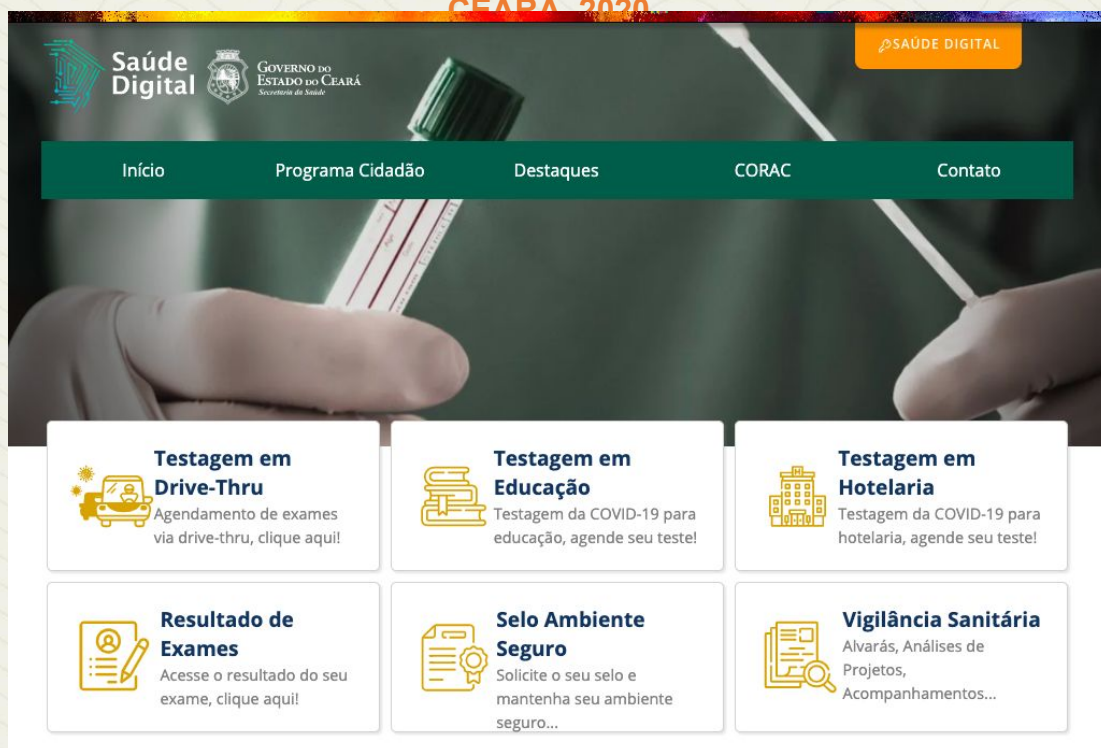 CEARÁ, 2020
SAÚDE DIGITAL
Saúde
Digital
GOVERNO DO
ESTADO DO CEARÁ
Secretaria da Saúde
Início
Programa Cidadão
Destaques
CORAC
Contato
Testagem em
Drive-Thru
Agendamento de exames
via drive-thru, clique aqui!
Testagem em
Educação
Testagem da COVID-19 para
educação, agende seu teste!
Testagem em
Hotelaria
Testagem da COVID-19 para
hotelaria, agende seu teste!
Resultado de
Exames
Acesse o resultado do seu
exame, clique aqui!
Selo Ambiente
Seguro
Solicite o seu selo e
mantenha seu ambiente
seguro...
Vigilância Sanitária
Alvarás, Análises de
Projetos,
Acompanhamentos...